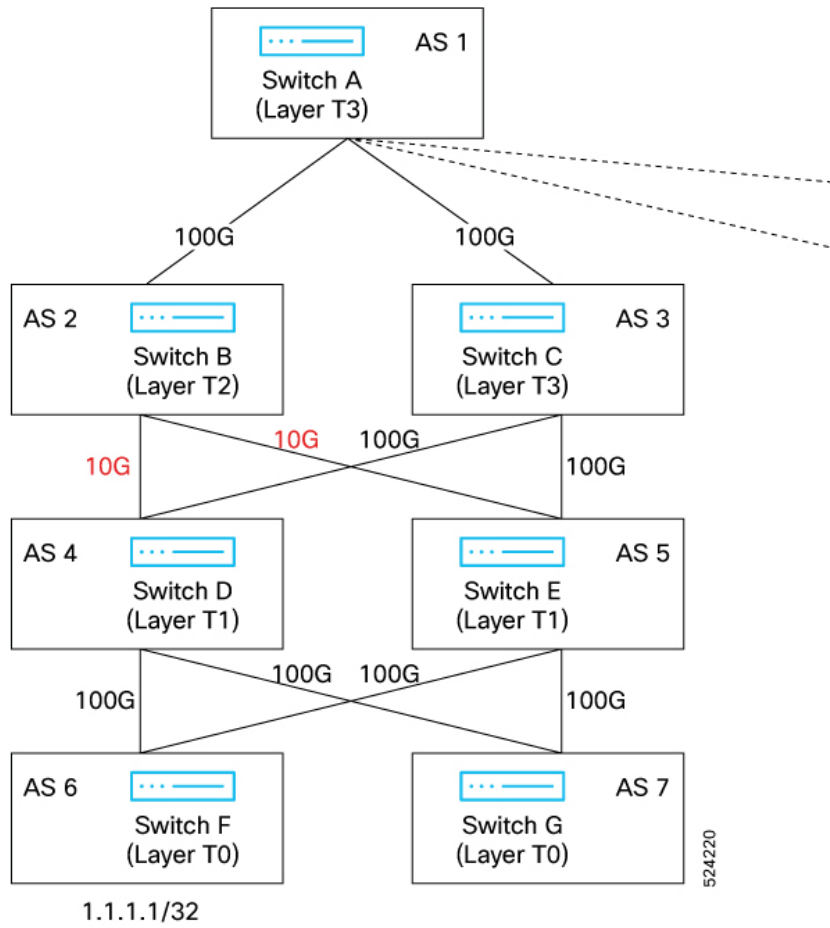 AS 1
Switch A
(Layer T3)
100G
100G
AS 2
Switch B
(Layer T2)
AS 3
Switch C
(Layer T3)
10G
10G
100G
100G
AS 4
Switch D
(Layer T1)
AS 5
Switch E
(Layer T1)
100G
100G
100G
100G
AS 6
Switch F
(Layer T0)
AS 7
Switch G
(Layer T0)
524220
1.1.1.1/32